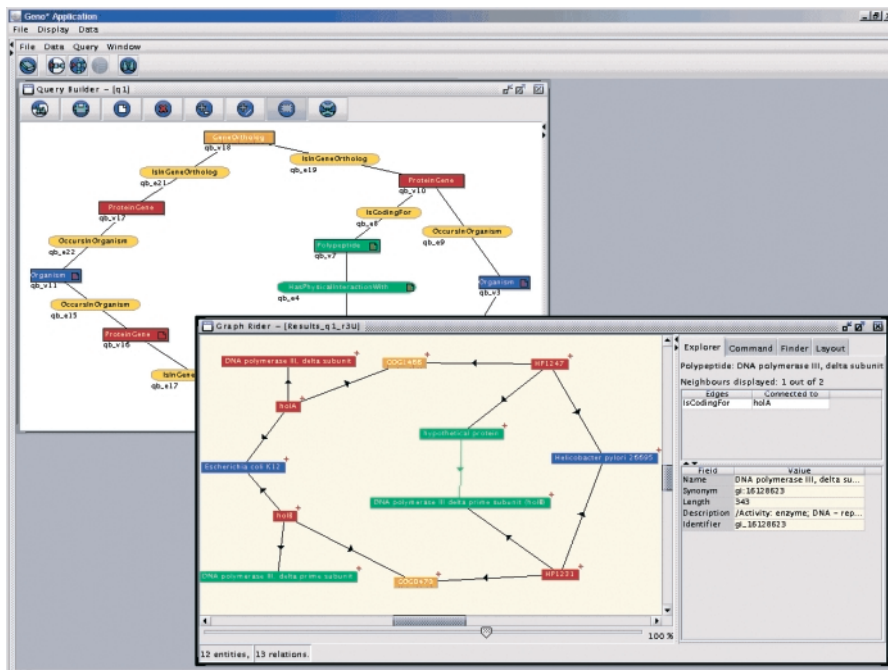 Geno* Application
File Display Data
File Data Query Window
Query Builder - [q1]
GeneOrtholog
qb_v18
IsInGeneOrtholog
qb_e21
IsInGeneOrtholog
qb_e19
ProteinGene
qb_v17
ProteinGene
qb_v10
IsCodingFor
qb_e8
OccursInOrganism
qb_e22
Polypeptide
qb_v7
OccursInOrganism
qb_e9
Organism
qb_v11
HasPhysicalInteractionWith
qb_e4
Organism
qb_v3
OccursInOrganism
qb_e15
ProteinGene
qb_v16
IsInGene
qb_e17
Graph Rider - [Results_q1_r3U]
Explorer Command Finder Layout
Polypeptide: DNA polymerase III, delta subunit
Neighbours displayed: 1 out of 2
Edges Connected to
IsCodingFor holA
Field Value
Name DNA polymerase III, delta su...
Synonym gi:16128623
Length 343
Description /Activity: enzyme; DNA - rep...
Identifier gi_16128623
DNA polymerase III, delta subunit
COG1466
HP1247
holA
hypothetical protein
Escherichia coli K12
Helicobacter pylori 26695
DNA polymerase III delta prime subunit (holB)
holB
DNA polymerase III, delta prime subunit
COG0470
HP1231
100 %
12 entities, 13 relations.